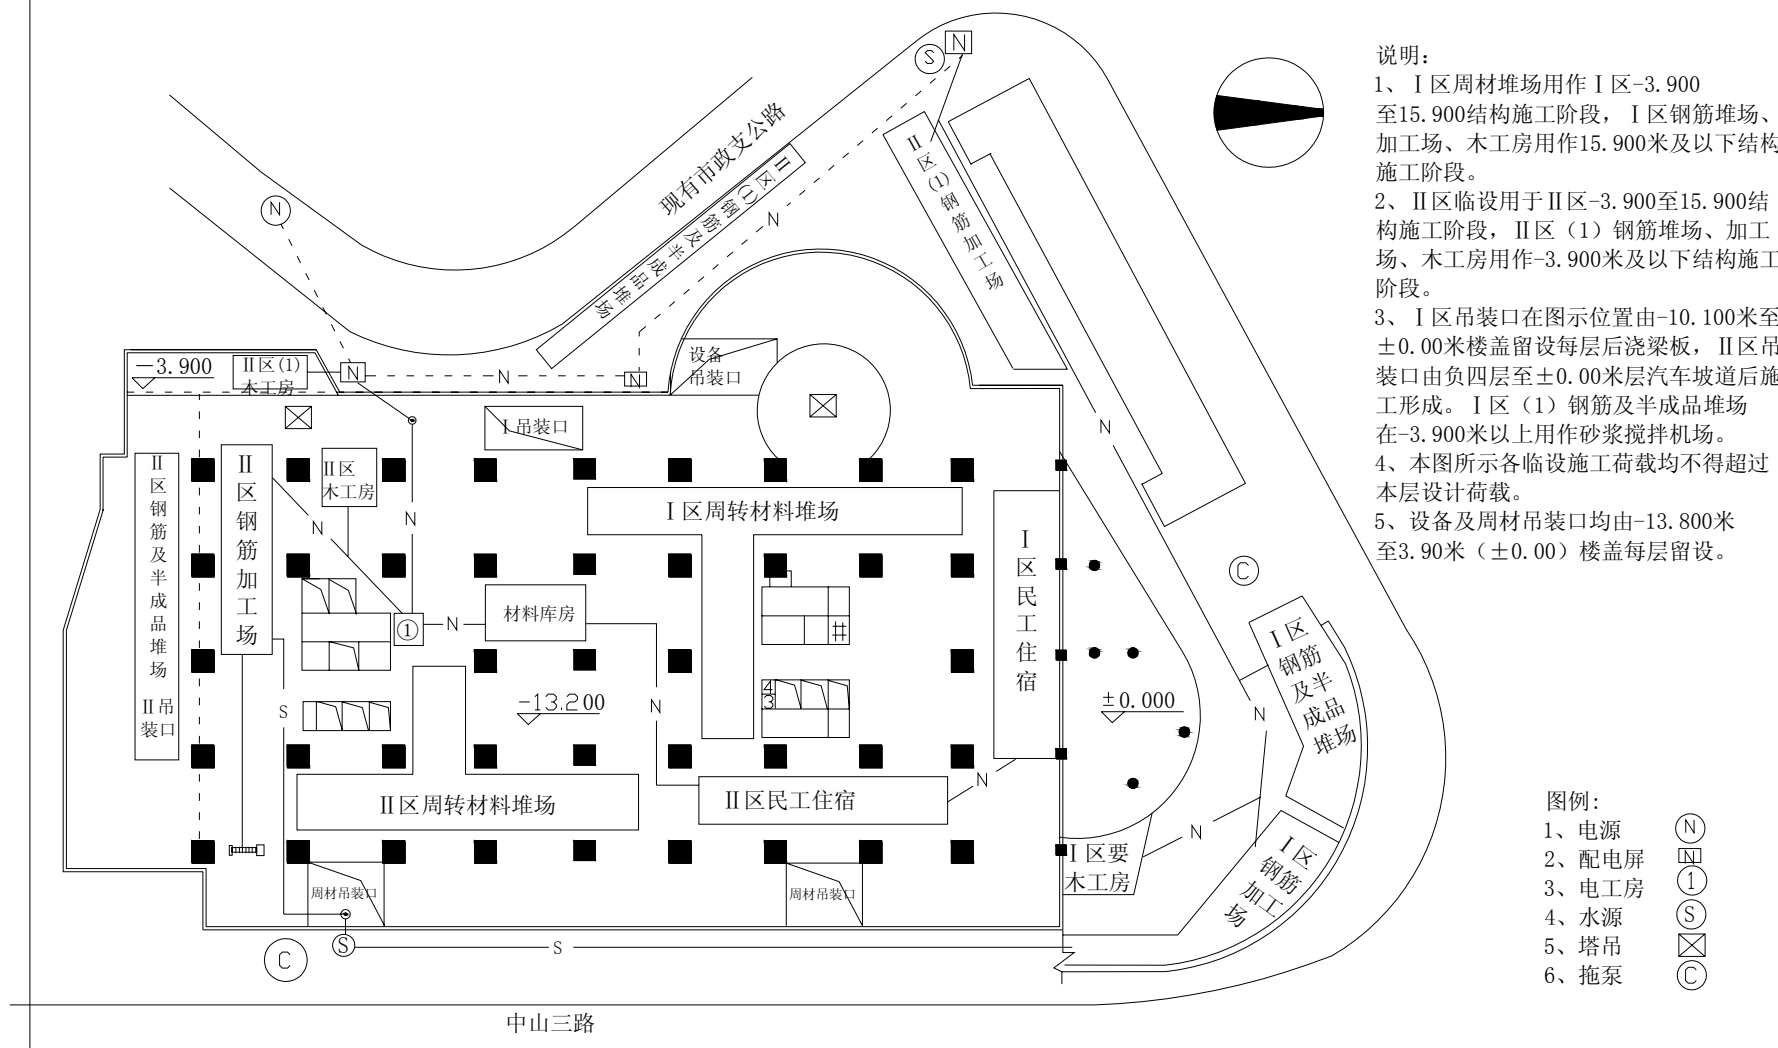 说明:
1、Ⅰ区周材堆场用作Ⅰ区-3.900
至15.900结构施工阶段，Ⅰ区钢筋堆场、
加工场、木工房用作15.900米及以下结构
施工阶段。
2、Ⅱ区临设用于Ⅱ区-3.900至15.900结
构施工阶段，Ⅱ区（1）钢筋堆场、加工
场、木工房用作-3.900米及以下结构施工
阶段。
3、Ⅰ区吊装口在图示位置由-10.100米至
±0.00米楼盖留设每层后浇梁板，Ⅱ区吊
装口由负四层至±0.00米层汽车坡道后施
工形成。Ⅰ区（1）钢筋及半成品堆场
在-3.900米以上用作砂浆搅拌机场。
4、本图所示各临设施工荷载均不得超过
本层设计荷载。
5、设备及周材吊装口均由-13.800米
至3.90米（±0.00）楼盖每层留设。
S
N
现有市政支公路
Ⅱ区(1)钢筋及半成品堆场
Ⅱ区(1)钢筋加工场
N
N
-3.900
Ⅱ区(1)
木工房
N
N
N
设备
吊装口
Ⅰ吊装口
N
Ⅱ区钢筋及半成品堆场
Ⅱ吊
装口
Ⅱ区钢筋加工场
Ⅱ区
木工房
N
N
Ⅰ区周转材料堆场
Ⅰ区民工住宿
C
1
N
材料库房
井
Ⅰ区
钢筋
及半
成品
堆场
S
-13.200
N
4
3
±0.000
N
Ⅱ区周转材料堆场
Ⅱ区民工住宿
N
N
Ⅰ区要
木工房
Ⅰ区
钢筋
加工
场
周材吊装口
周材吊装口
C
S
S
中山三路
图例:
1、电源 N
2、配电屏 N
3、电工房 1
4、水源 S
5、塔吊
6、拖泵 C